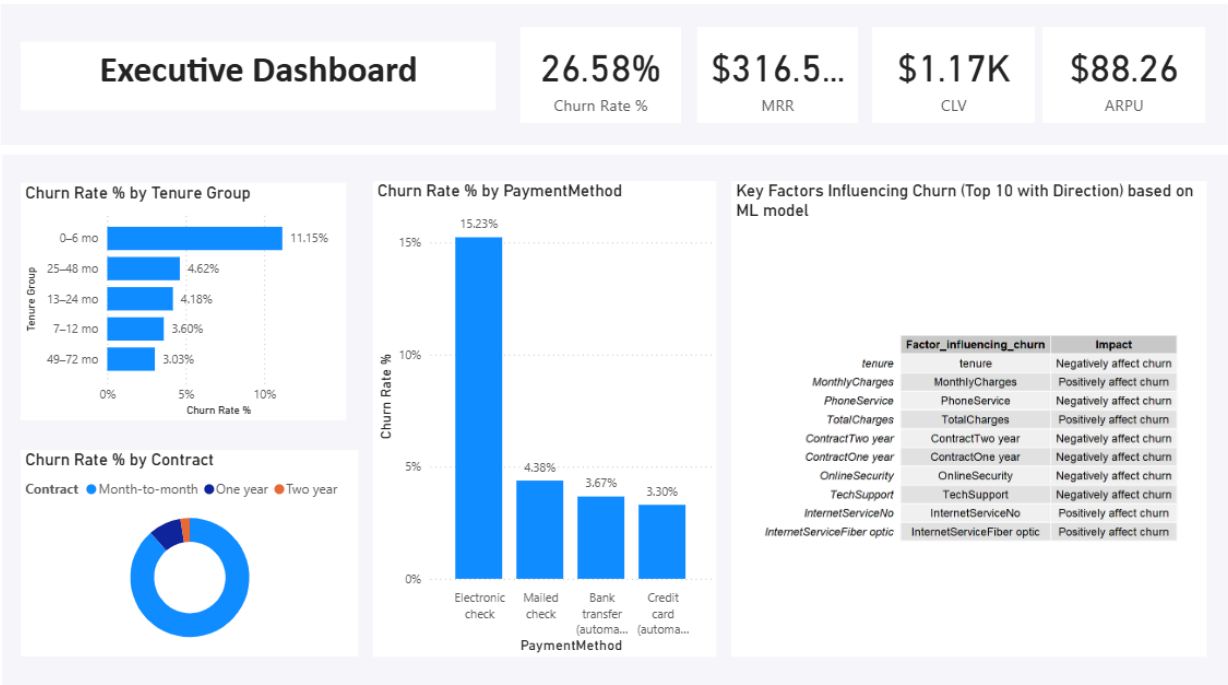 Executive Dashboard
26.58%
Churn Rate %
$316.5...
MRR
$1.17K
CLV
$88.26
ARPU
Churn Rate % by Tenure Group
Tenure Group
0–6 mo 11.15%
25–48 mo 4.62%
13–24 mo 4.18%
7–12 mo 3.60%
49–72 mo 3.03%
0% 5% 10%
Churn Rate %
Churn Rate % by Contract
Contract Month-to-month One year Two year
Churn Rate % by PaymentMethod
Churn Rate %
15%
10%
5%
0%
15.23%
4.38%
3.67%
3.30%
Electronic
check
Mailed
check
Bank
transfer
(automa...
Credit
card
(automa...
PaymentMethod
Key Factors Influencing Churn (Top 10 with Direction) based on
ML model
Factor_influencing_churn Impact
tenure tenure Negatively affect churn
MonthlyCharges MonthlyCharges Positively affect churn
PhoneService PhoneService Negatively affect churn
TotalCharges TotalCharges Positively affect churn
ContractTwo year ContractTwo year Negatively affect churn
ContractOne year ContractOne year Negatively affect churn
OnlineSecurity OnlineSecurity Negatively affect churn
TechSupport TechSupport Negatively affect churn
InternetServiceNo InternetServiceNo Positively affect churn
InternetServiceFiber optic InternetServiceFiber optic Positively affect churn